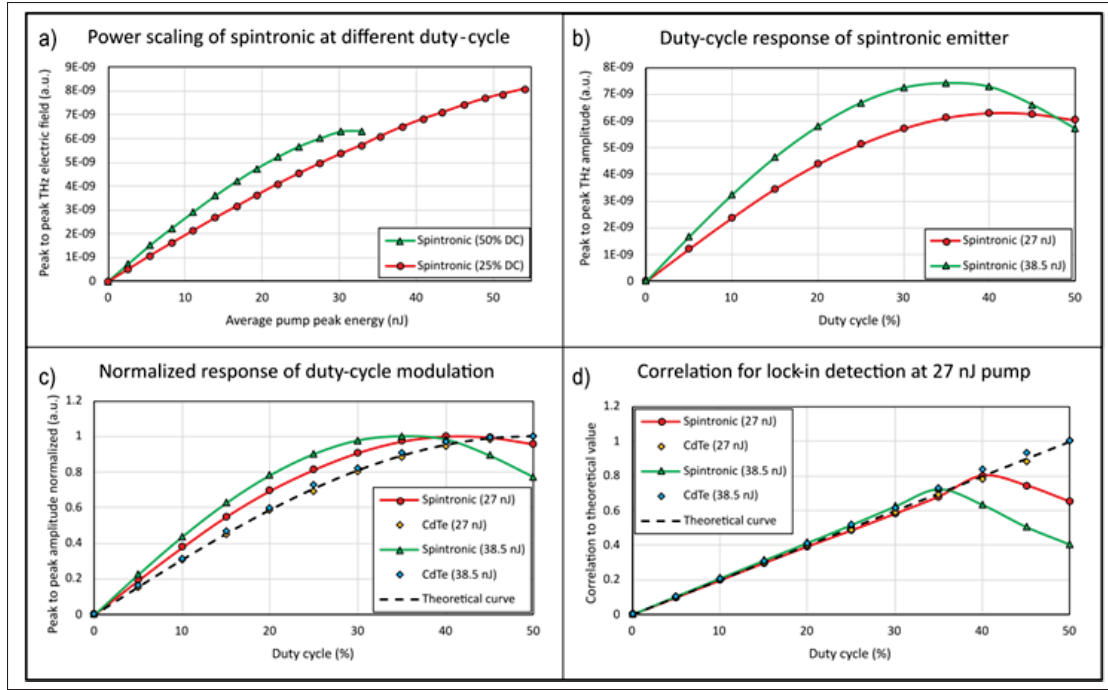 a) Power scaling of spintronic at different duty-cycle
Peak to peak THz electric field (a.u.)
9E-09
8E-09
7E-09
6E-09
5E-09
4E-09
3E-09
2E-09
1E-09
0
0 10 20 30 40 50
Average pump peak energy (nJ)
Spintronic (50% DC)
Spintronic (25% DC)
b) Duty-cycle response of spintronic emitter
Peak to peak THz amplitude (a.u.)
8E-09
7E-09
6E-09
5E-09
4E-09
3E-09
2E-09
1E-09
0
0 10 20 30 40 50
Duty cycle (%)
Spintronic (27 nJ)
Spintronic (38.5 nJ)
c) Normalized response of duty-cycle modulation
Peak to peak amplitude normalized (a.u.)
1.2
1
0.8
0.6
0.4
0.2
0
0 10 20 30 40 50
Duty cycle (%)
Spintronic (27 nJ)
CdTe (27 nJ)
Spintronic (38.5 nJ)
CdTe (38.5 nJ)
Theoretical curve
d) Correlation for lock-in detection at 27 nJ pump
Correlation to theoretical value
1.2
1
0.8
0.6
0.4
0.2
0
0 10 20 30 40 50
Duty cycle (%)
Spintronic (27 nJ)
CdTe (27 nJ)
Spintronic (38.5 nJ)
CdTe (38.5 nJ)
Theoretical curve